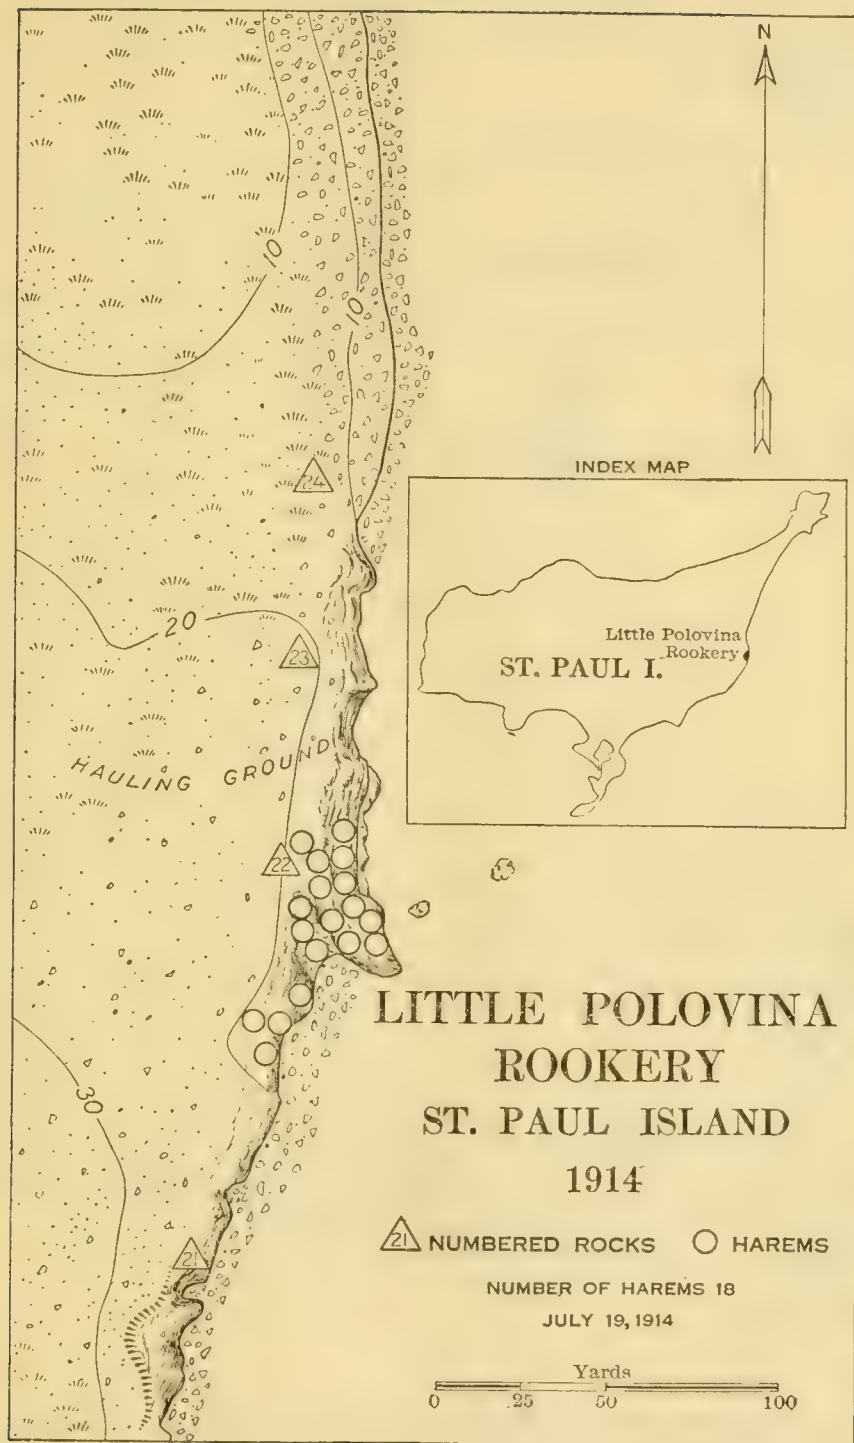 N
10
10
24
INDEX MAP
Little Polovina
Rookery
ST. PAUL I.
20
23
HAULING GROUND
22
30
21
LITTLE POLOVINA
ROOKERY
ST. PAUL ISLAND
1914
21 NUMBERED ROCKS HAREMS
NUMBER OF HAREMS 18
JULY 19, 1914
Yards
0 25 50 100